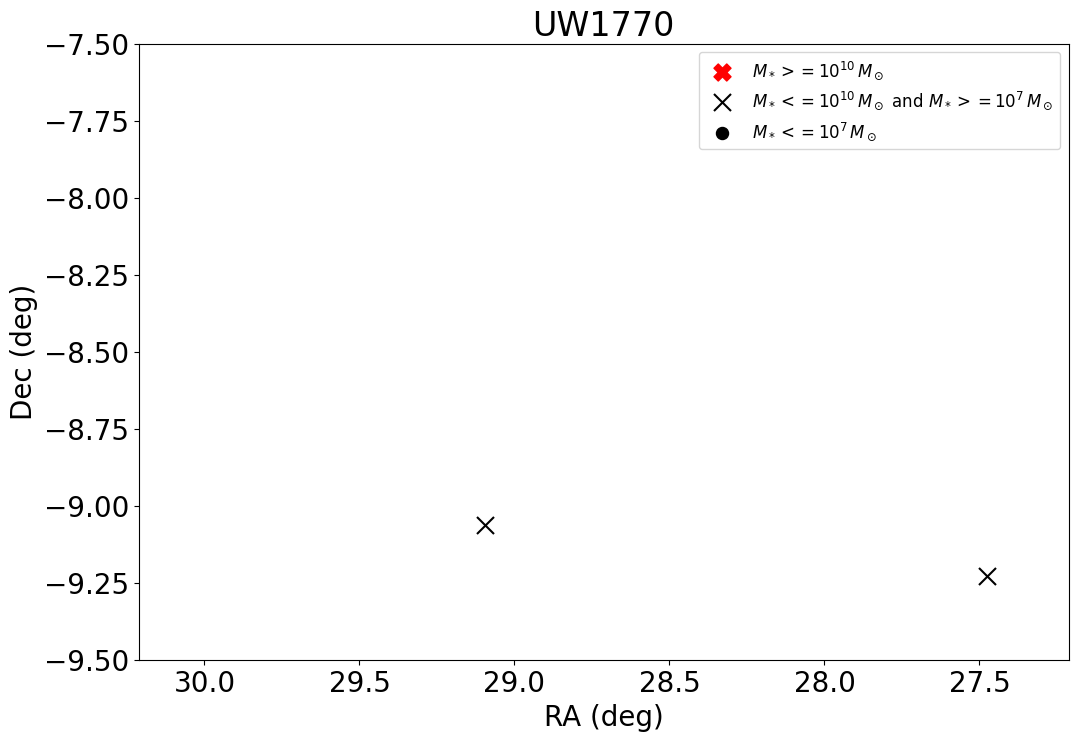 UW1770
−7.50
−7.75
−8.00
−8.25
−8.50
−8.75
−9.00
−9.25
−9.50
Dec (deg)
30.0 29.5 29.0 28.5 28.0 27.5
RA (deg)
M* >= 10^10 M⊙
M* <= 10^10 M⊙ and M* >= 10^7 M⊙
M* <= 10^7 M⊙